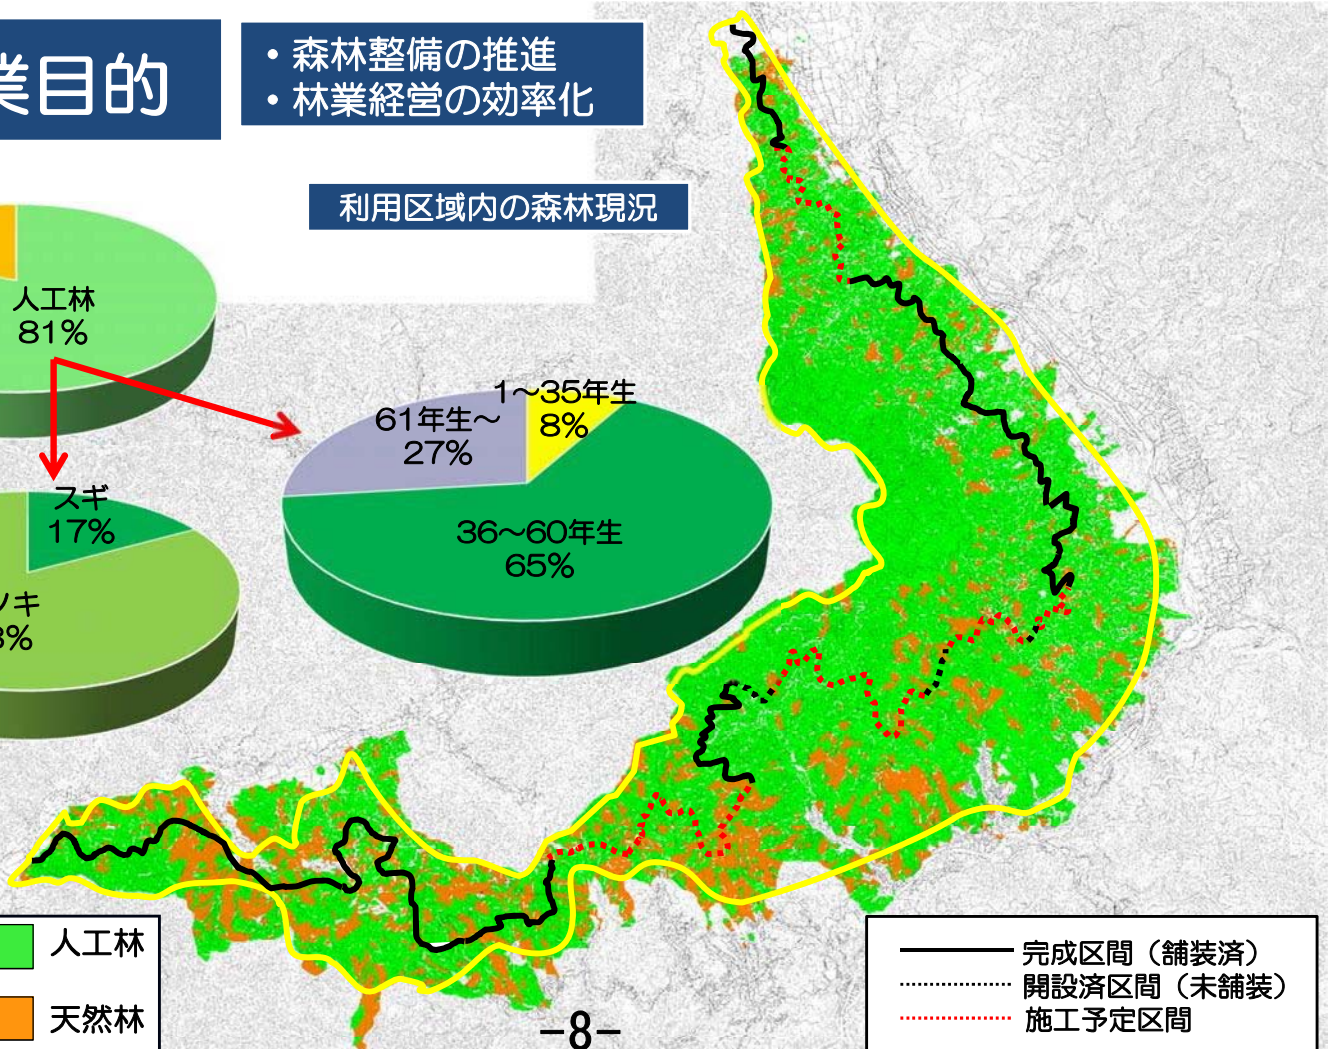 業目的
・森林整備の推進
・林業経営の効率化
利用区域内の森林現況
人工林
81%
1～35年生
8%
61年生～
27%
36～60年生
65%
スギ
17%
ノキ
3%
人工林
天然林
完成区間（舗装済）
開設済区間（未舗装）
施工予定区間
-8-